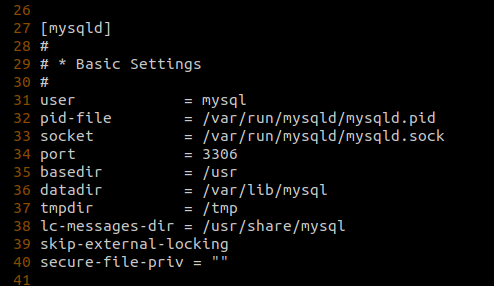 26
27 [mysqld]
28 #
29 # * Basic Settings
30 #
31 user            = mysql
32 pid-file        = /var/run/mysqld/mysqld.pid
33 socket          = /var/run/mysqld/mysqld.sock
34 port            = 3306
35 basedir         = /usr
36 datadir         = /var/lib/mysql
37 tmpdir          = /tmp
38 lc-messages-dir = /usr/share/mysql
39 skip-external-locking
40 secure-file-priv = ""
41